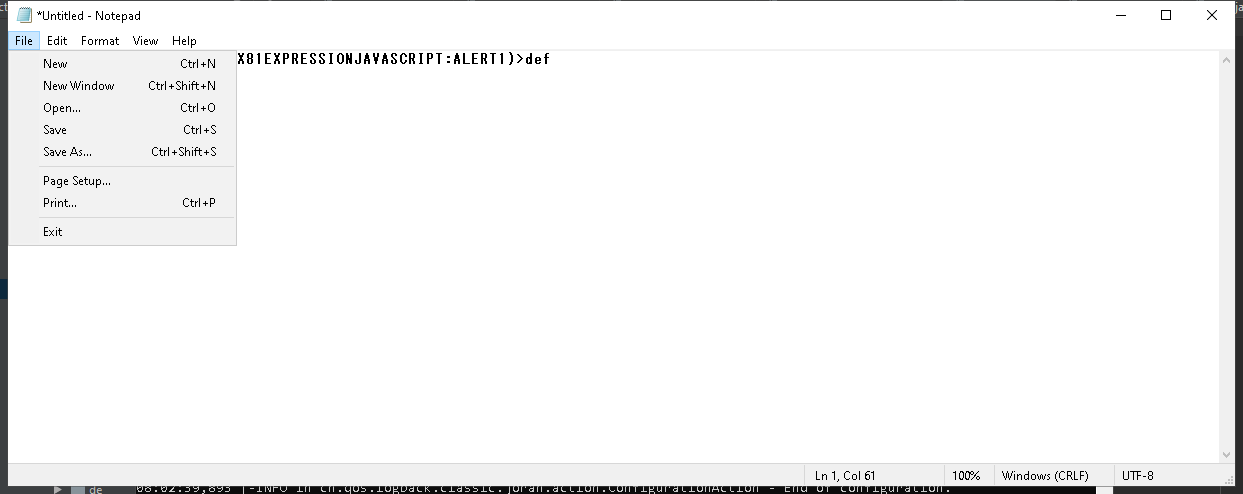 *Untitled - Notepad
File Edit Format View Help
X81EXPRESSIONJAVASCRIPT:ALERT1)>def
New Ctrl+N
New Window Ctrl+Shift+N
Open... Ctrl+O
Save Ctrl+S
Save As... Ctrl+Shift+S
Page Setup...
Print... Ctrl+P
Exit
Ln 1, Col 61 100% Windows (CRLF) UTF-8
de 08:02:39,893 |-INFO in ch.qos.logback.classic.joran.action.ConfigurationAction - End of configuration.